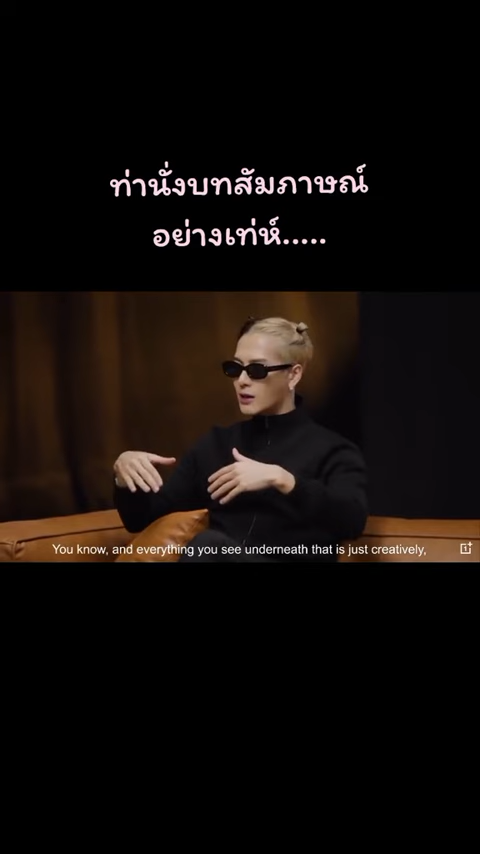 ท่านั่งบทสัมภาษณ์
อย่างเท่ห์.....
You know, and everything you see underneath that is just creatively,